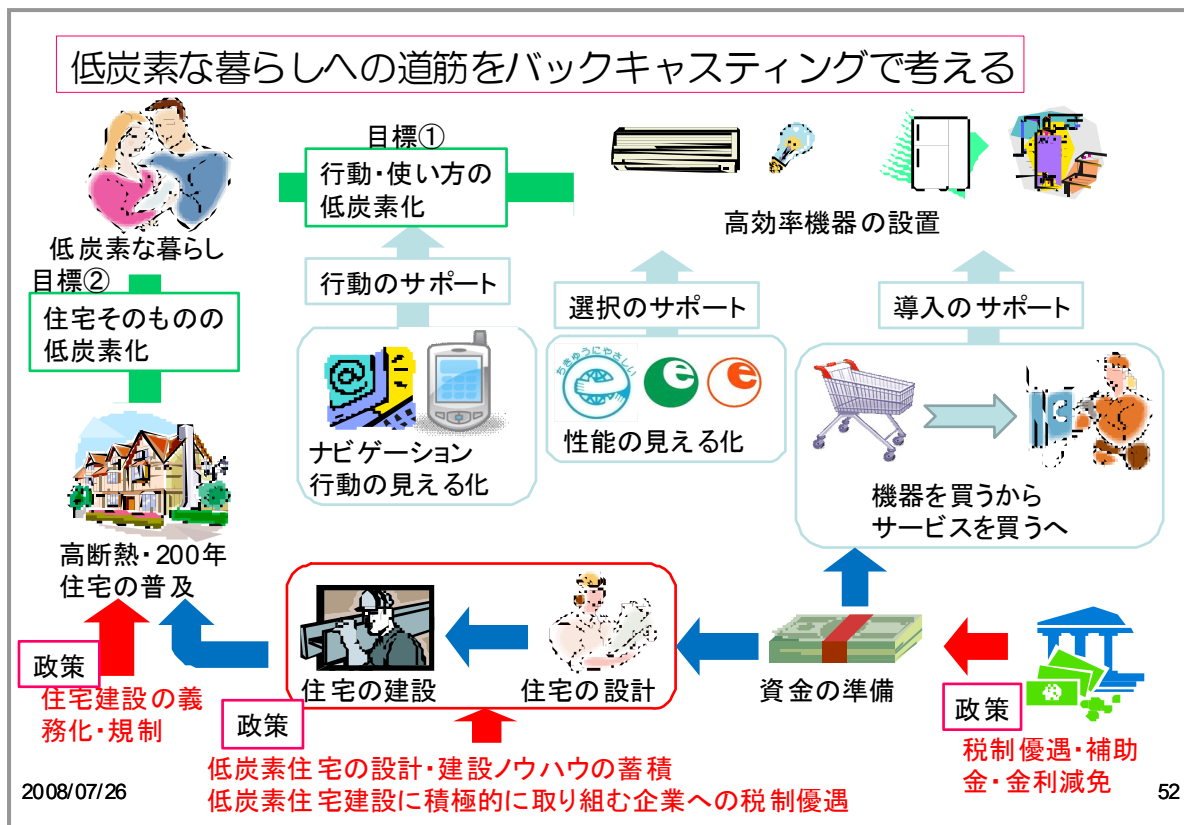 低炭素な暮らしへの道筋をバックキャスティングで考える
目標①
行動・使い方の
低炭素化
高効率機器の設置
低炭素な暮らし
目標②
住宅そのものの
低炭素化
行動のサポート
選択のサポート
導入のサポート
ちきゅうにやさしい
@
e
e
ナビゲーション
行動の見える化
性能の見える化
機器を買うから
サービスを買うへ
高断熱・200年
住宅の普及
住宅の建設
住宅の設計
資金の準備
政策
住宅建設の義
務化・規制
政策
低炭素住宅の設計・建設ノウハウの蓄積
低炭素住宅建設に積極的に取り組む企業への税制優遇
政策
税制優遇・補助
金・金利減免
2008/07/26
52